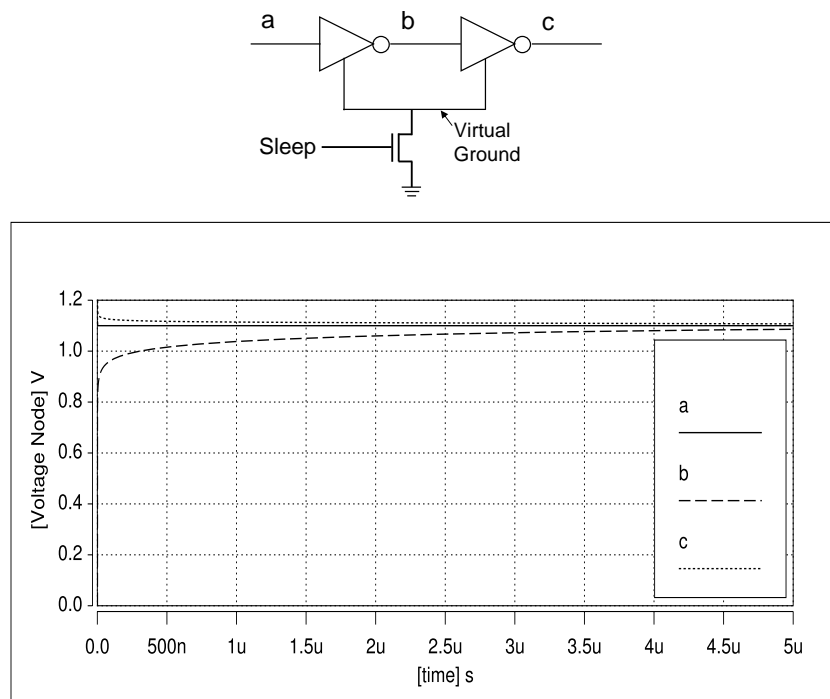 a b c
Sleep
Virtual
Ground
[Voltage Node] V
1.2
1.0
0.8
0.6
0.4
0.2
0.0
a
b
c
0.0 500n 1u 1.5u 2u 2.5u 3u 3.5u 4u 4.5u 5u
[time] s